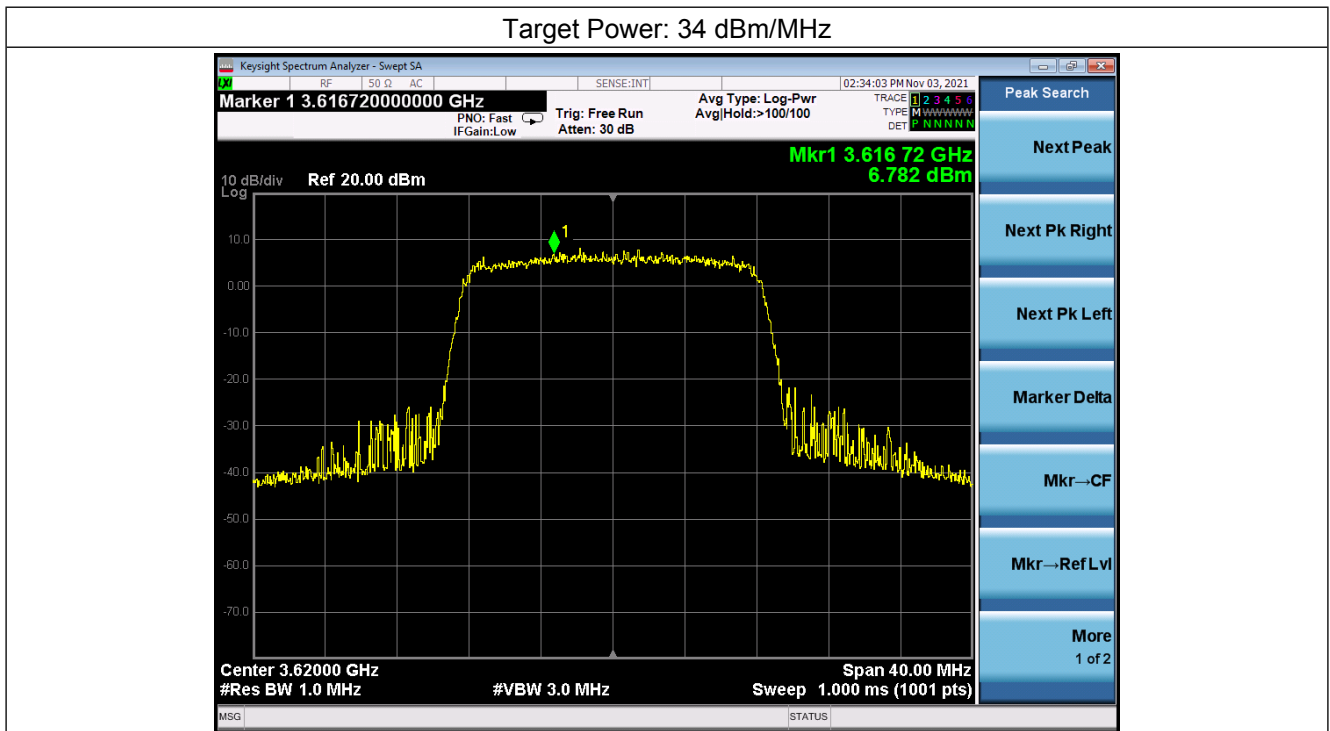 Target Power: 34 dBm/MHz
Keysight Spectrum Analyzer - Swept SA
LXI RF 50 Ω AC SENSE:INT 02:34:03 PM Nov 03, 2021
Marker 1 3.616720000000 GHz
PNO: Fast
IFGain:Low
Trig: Free Run
Atten: 30 dB
Avg Type: Log-Pwr
Avg|Hold:>100/100
TRACE 1 2 3 4 5 6
TYPE M WWWWW
DET P N N N N N
Mkr1 3.616 72 GHz
6.782 dBm
10 dB/div Ref 20.00 dBm
Log
1
10.0
0.00
-10.0
-20.0
-30.0
-40.0
-50.0
-60.0
-70.0
Center 3.62000 GHz Span 40.00 MHz
#Res BW 1.0 MHz #VBW 3.0 MHz Sweep 1.000 ms (1001 pts)
MSG STATUS
Peak Search
Next Peak
Next Pk Right
Next Pk Left
Marker Delta
Mkr→CF
Mkr→Ref Lvl
More
1 of 2